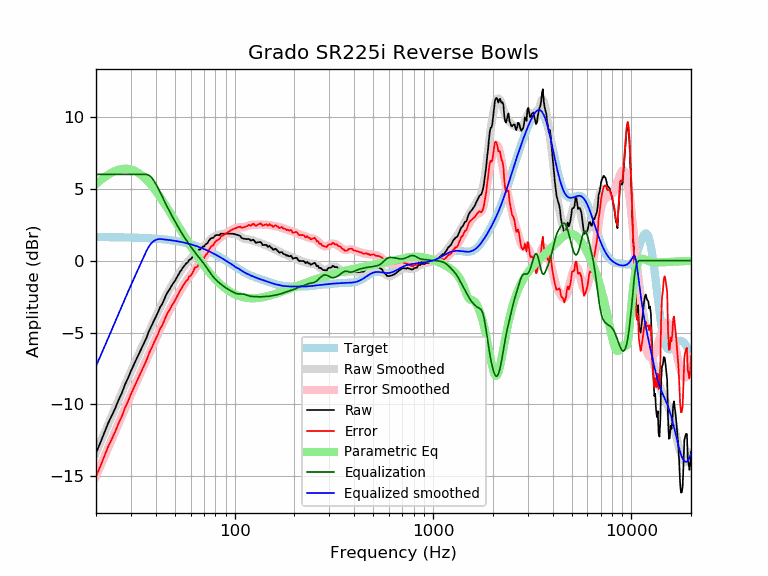 Grado SR225i Reverse Bowls
Amplitude (dBr)
10
5
0
−5
−10
−15
Target
Raw Smoothed
Error Smoothed
Raw
Error
Parametric Eq
Equalization
Equalized smoothed
100
1000
10000
Frequency (Hz)